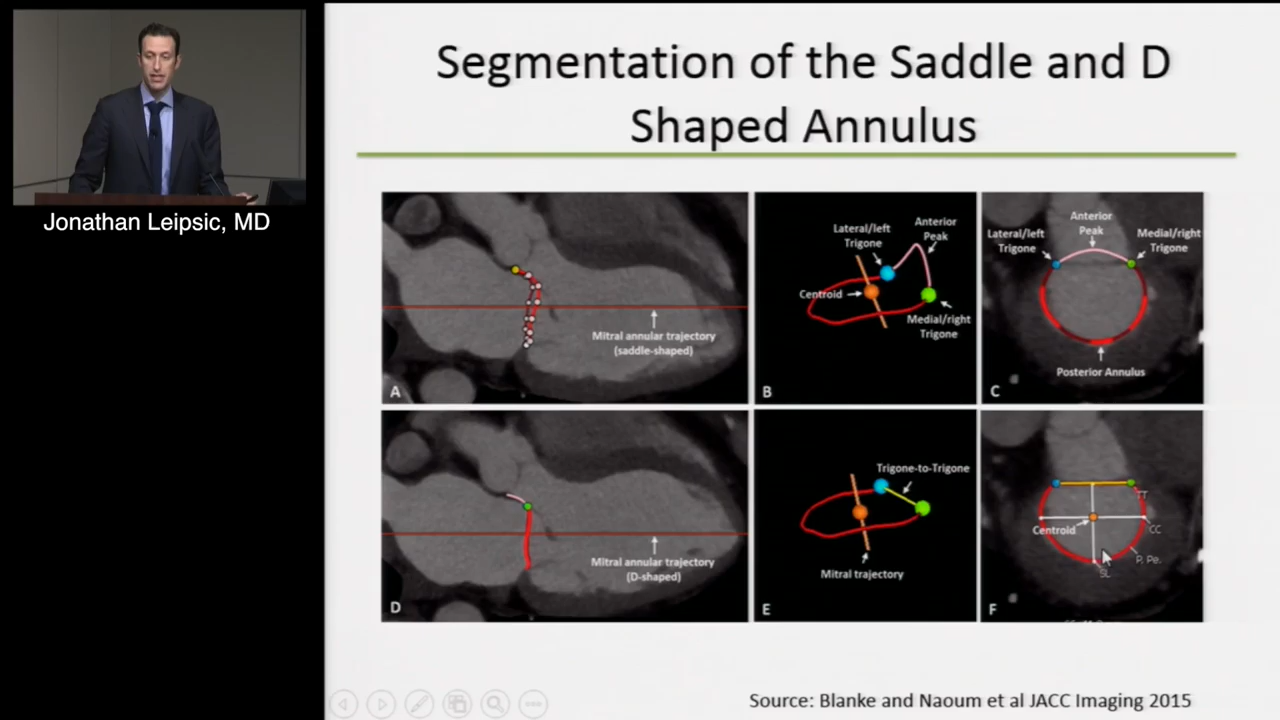 Jonathan Leipsic, MD
Segmentation of the Saddle and D
Shaped Annulus
Mitral annular trajectory
(saddle-shaped)
A
Lateral/left
Trigone
Anterior
Peak
Centroid
Medial/right
Trigone
B
Anterior
Peak
Lateral/left
Trigone
Medial/right
Trigone
Posterior Annulus
C
Mitral annular trajectory
(D-shaped)
D
Trigone-to-Trigone
Mitral trajectory
E
TT
Centroid
CC
P. Pe.
SL
F
Source: Blanke and Naoum et al JACC Imaging 2015